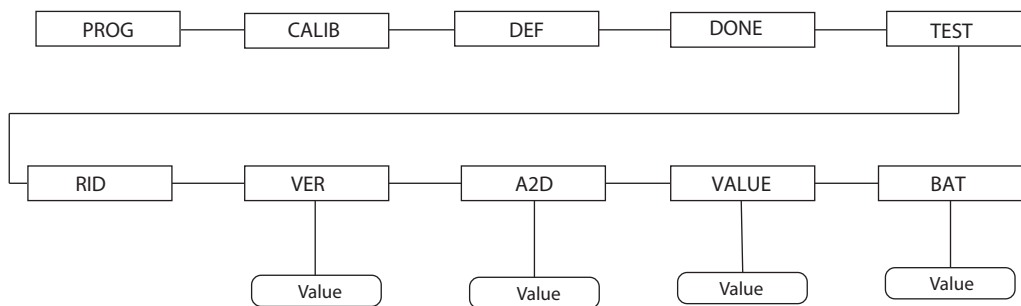 PROG CALIB DEF DONE TEST
RID VER A2D VALUE BAT
Value Value Value Value